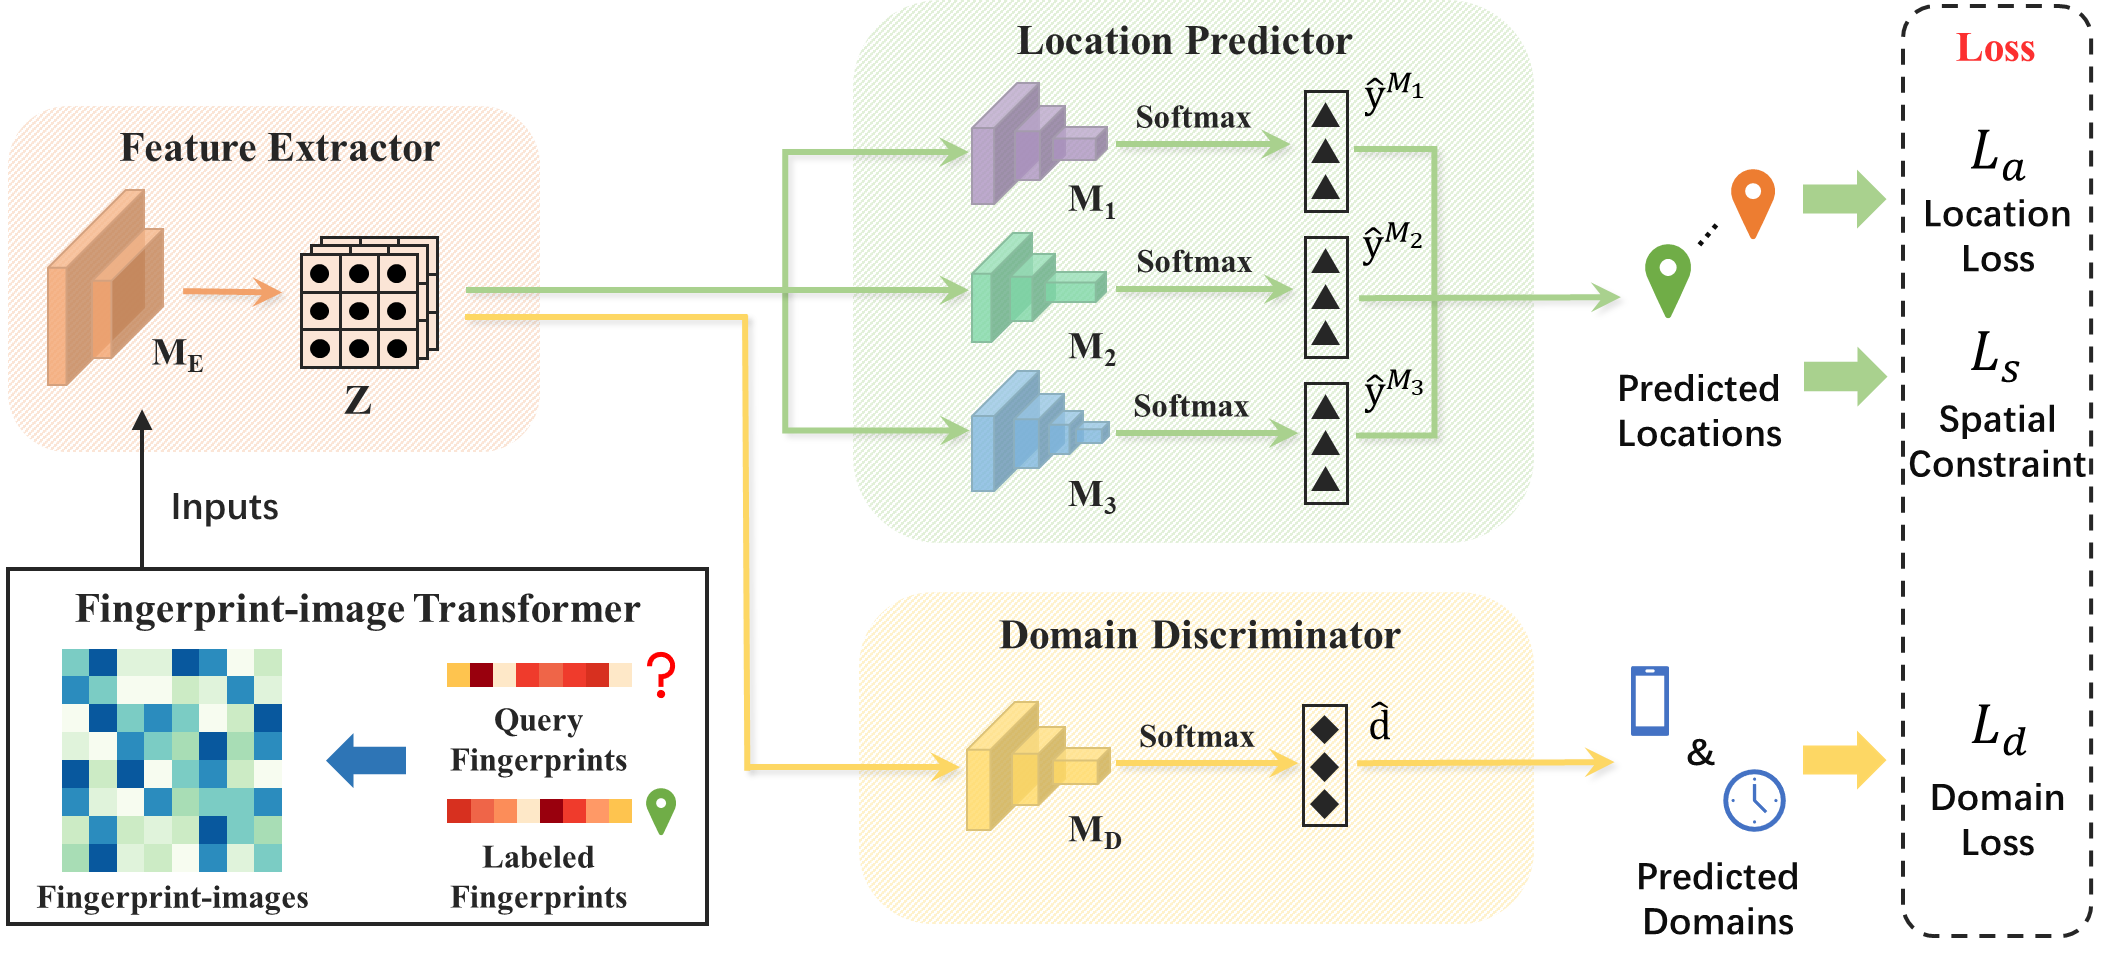 Feature Extractor
M_E
Z
Inputs
Fingerprint-image Transformer
Fingerprint-images
?
Query
Fingerprints
Labeled
Fingerprints
Location Predictor
M_1
Softmax
ŷ^{M_1}
M_2
Softmax
ŷ^{M_2}
M_3
Softmax
ŷ^{M_3}
Predicted
Locations
Domain Discriminator
M_D
Softmax
d̂
&
Predicted
Domains
Loss
L_a
Location
Loss
L_s
Spatial
Constraint
L_d
Domain
Loss